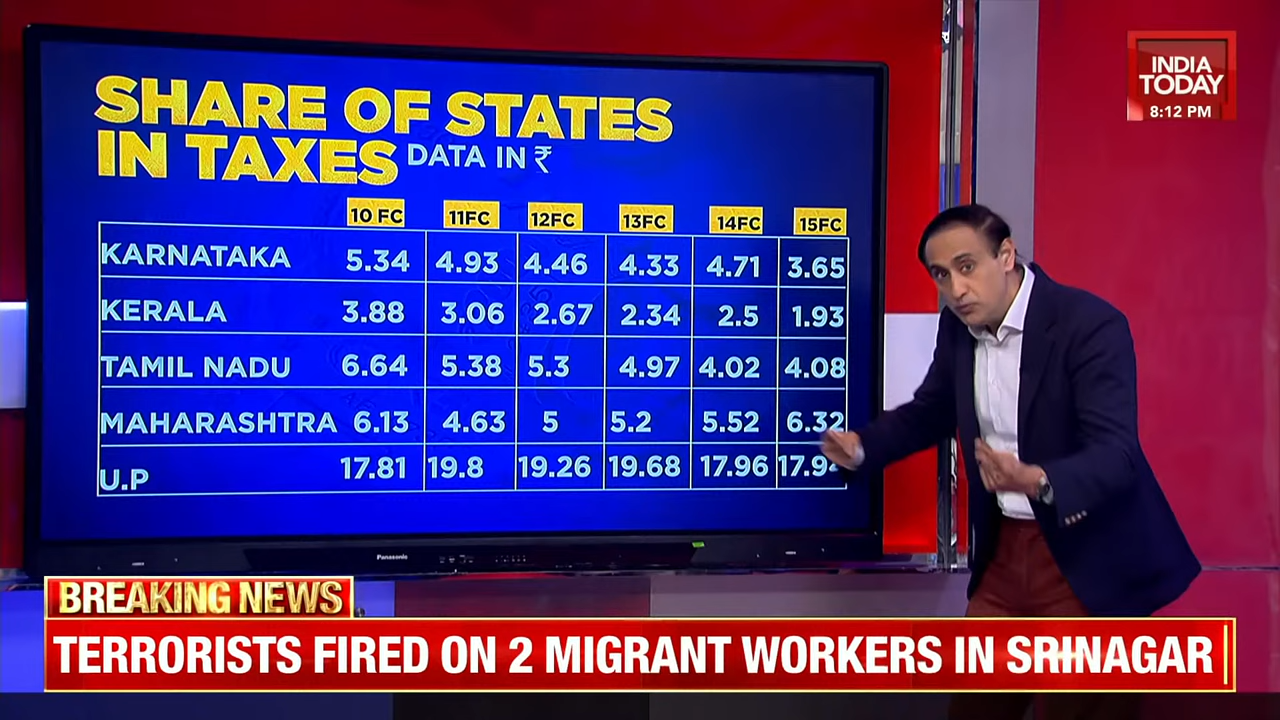 SHARE OF STATES
IN TAXES DATA IN ₹
10 FC 11FC 12FC 13FC 14FC 15FC
KARNATAKA 5.34 4.93 4.46 4.33 4.71 3.65
KERALA 3.88 3.06 2.67 2.34 2.5 1.93
TAMIL NADU 6.64 5.38 5.3 4.97 4.02 4.08
MAHARASHTRA 6.13 4.63 5 5.2 5.52 6.32
U.P 17.81 19.8 19.26 19.68 17.96 17.94
Panasonic
INDIA
TODAY
8:12 PM
BREAKING NEWS
TERRORISTS FIRED ON 2 MIGRANT WORKERS IN SRINAGAR